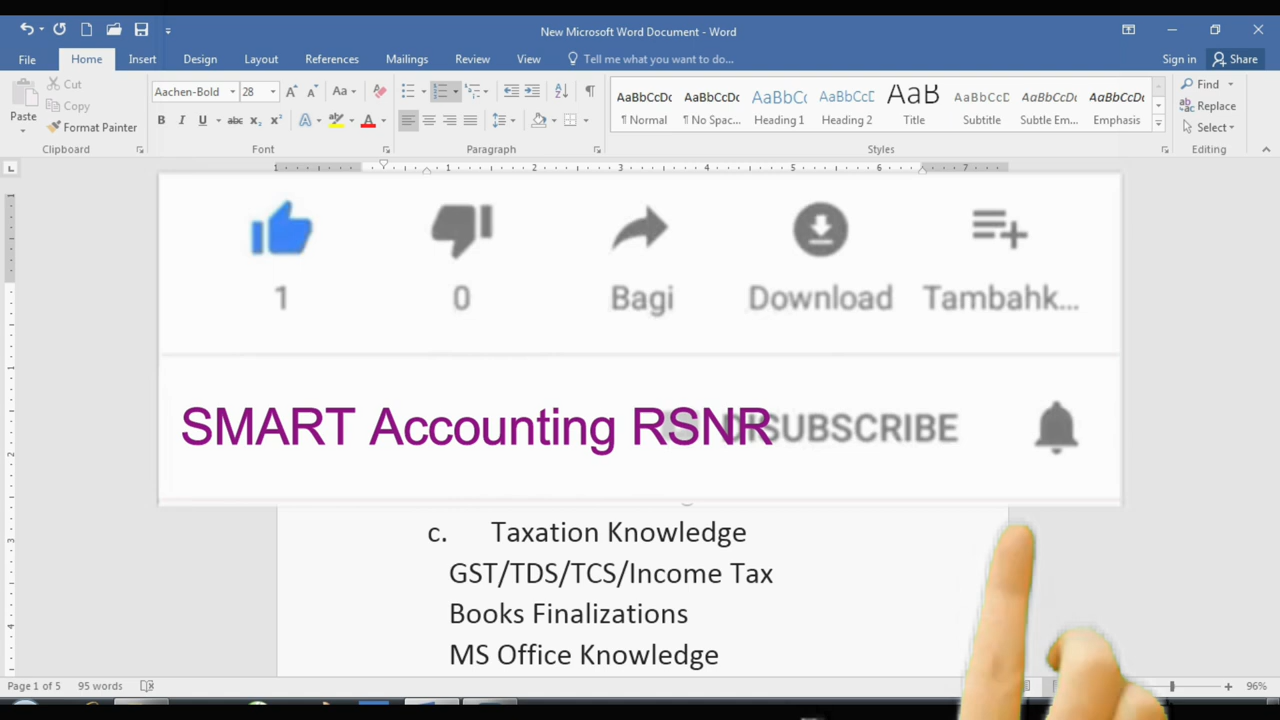 New Microsoft Word Document - Word
File Home Insert Design Layout References Mailings Review View Tell me what you want to do... Sign in Share
Cut
Copy
Paste
Format Painter
Clipboard
Aachen-Bold 28
Font
Paragraph
AaBbCcDc AaBbCcDc AaBbCc AaBbCcD AaB AaBbCcD AaBbCcDc AaBbCcDc
¶ Normal ¶ No Spac... Heading 1 Heading 2 Title Subtitle Subtle Em... Emphasis
Styles
Find
Replace
Select
Editing
1 0 Bagi Download Tambahk...
SMART Accounting RSNR DISUBSCRIBE
c. Taxation Knowledge
GST/TDS/TCS/Income Tax
Books Finalizations
MS Office Knowledge
Page 1 of 5 95 words 96%